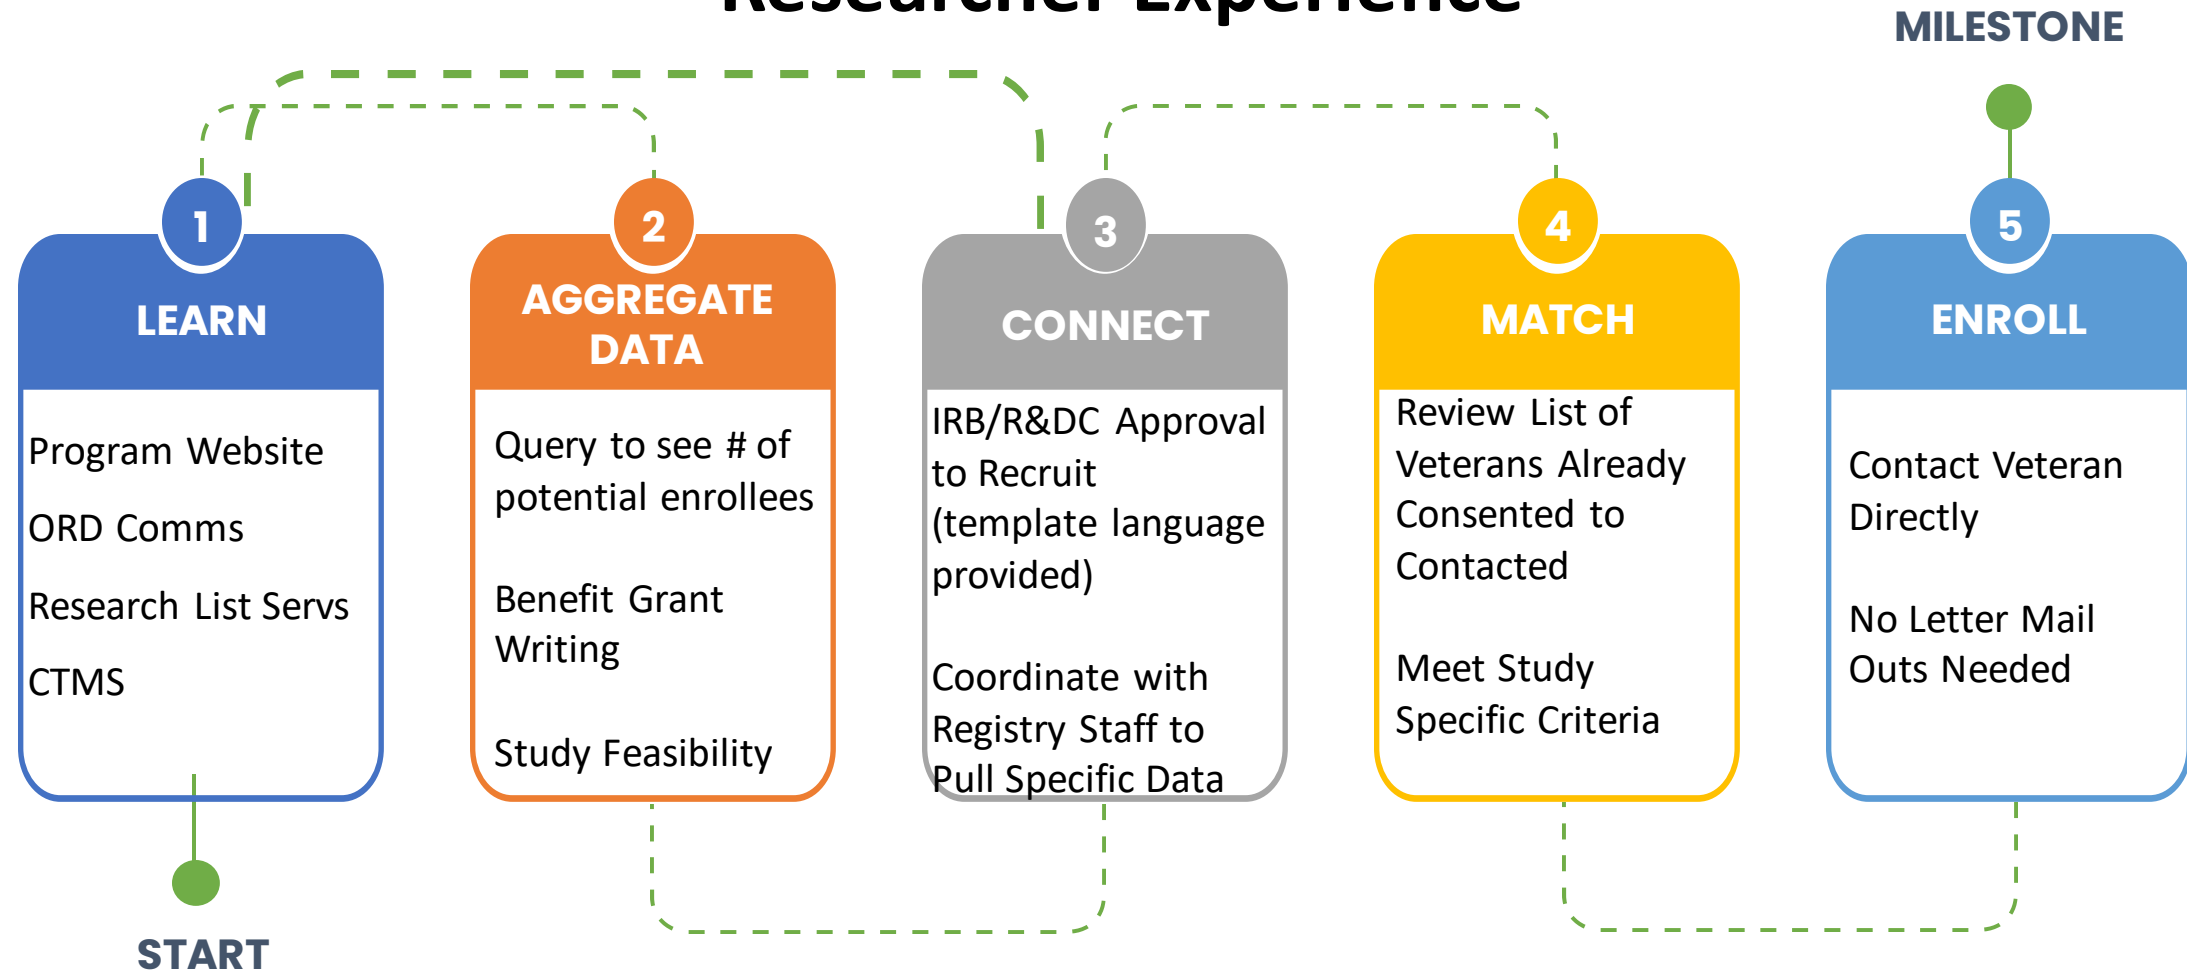 Researcher Experience
MILESTONE
1
LEARN
Program Website
ORD Comms
Research List Servs
CTMS
START
2
AGGREGATE
DATA
Query to see # of
potential enrollees
Benefit Grant
Writing
Study Feasibility
3
CONNECT
IRB/R&DC Approval
to Recruit
(template language
provided)
Coordinate with
Registry Staff to
Pull Specific Data
4
MATCH
Review List of
Veterans Already
Consented to
Contacted
Meet Study
Specific Criteria
5
ENROLL
Contact Veteran
Directly
No Letter Mail
Outs Needed